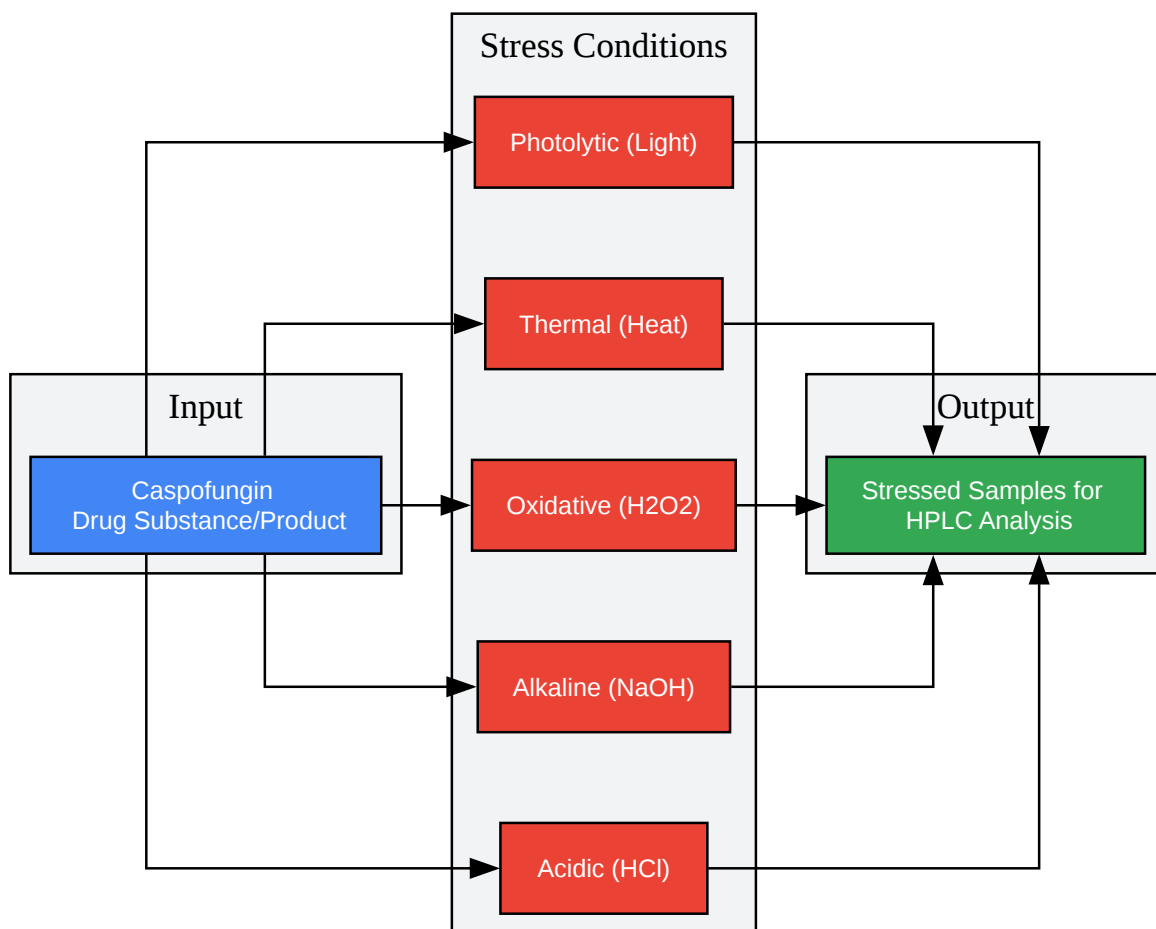 Stress Conditions
Photolytic (Light)
Thermal (Heat)
Input
Output
Caspofungin
Drug Substance/Product
Oxidative (H2O2)
Stressed Samples for
HPLC Analysis
Alkaline (NaOH)
Acidic (HCl)